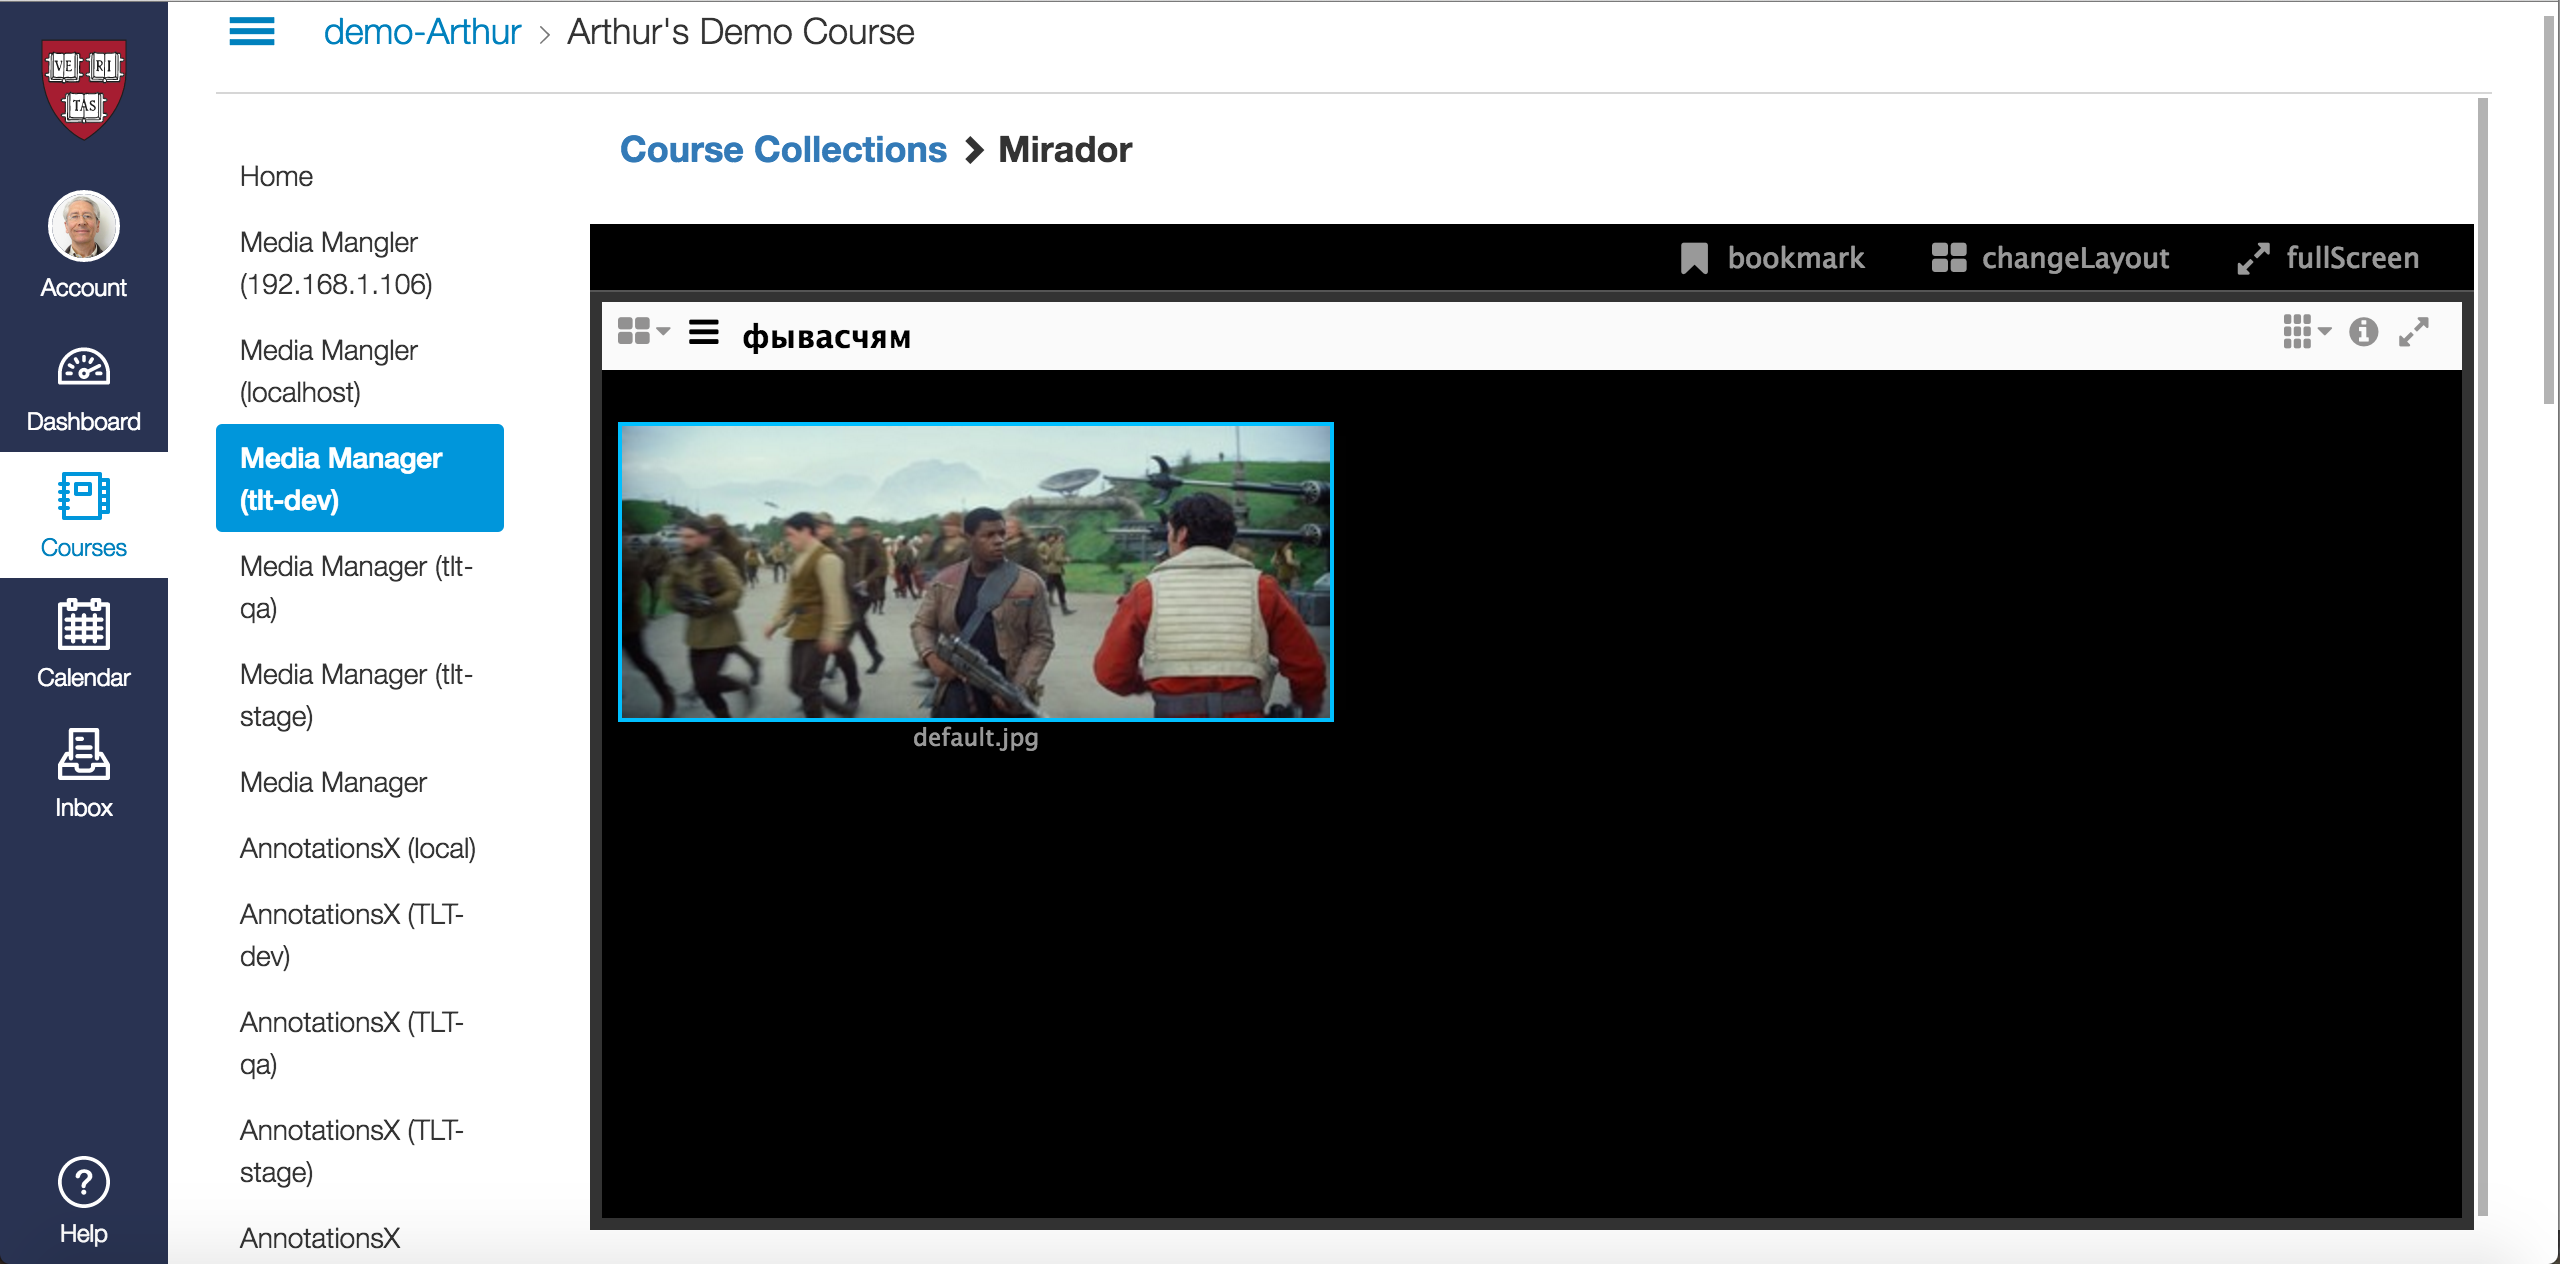 demo-Arthur > Arthur's Demo Course
VE RI
TAS
Account
Dashboard
Courses
Calendar
Inbox
Help
Home
Media Mangler
(192.168.1.106)
Media Mangler
(localhost)
Media Manager
(tlt-dev)
Media Manager (tlt-
qa)
Media Manager (tlt-
stage)
Media Manager
AnnotationsX (local)
AnnotationsX (TLT-
dev)
AnnotationsX (TLT-
qa)
AnnotationsX (TLT-
stage)
AnnotationsX
Course Collections > Mirador
bookmark changeLayout fullScreen
фывасчям
default.jpg